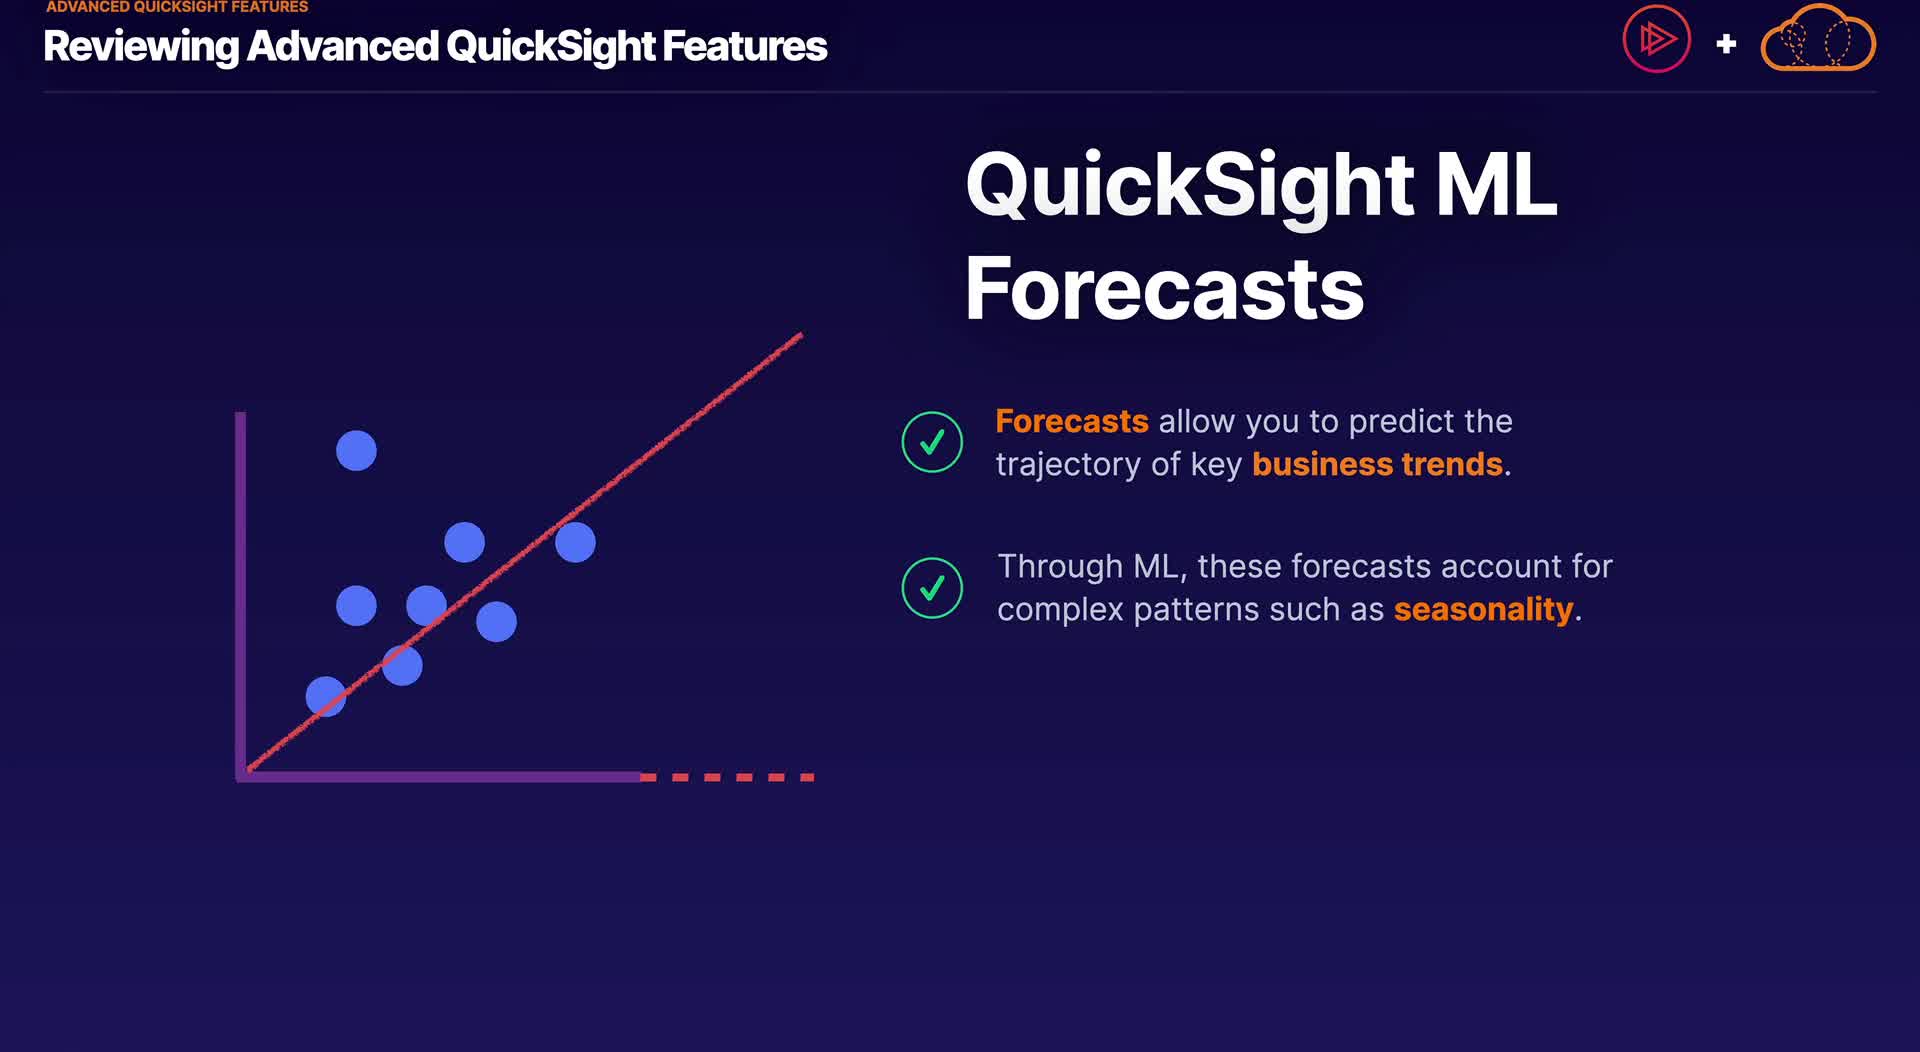 ADVANCED QUICKSIGHT FEATURES
Reviewing Advanced QuickSight Features
+
QuickSight ML
Forecasts
Forecasts allow you to predict the
trajectory of key business trends.
Through ML, these forecasts account for
complex patterns such as seasonality.